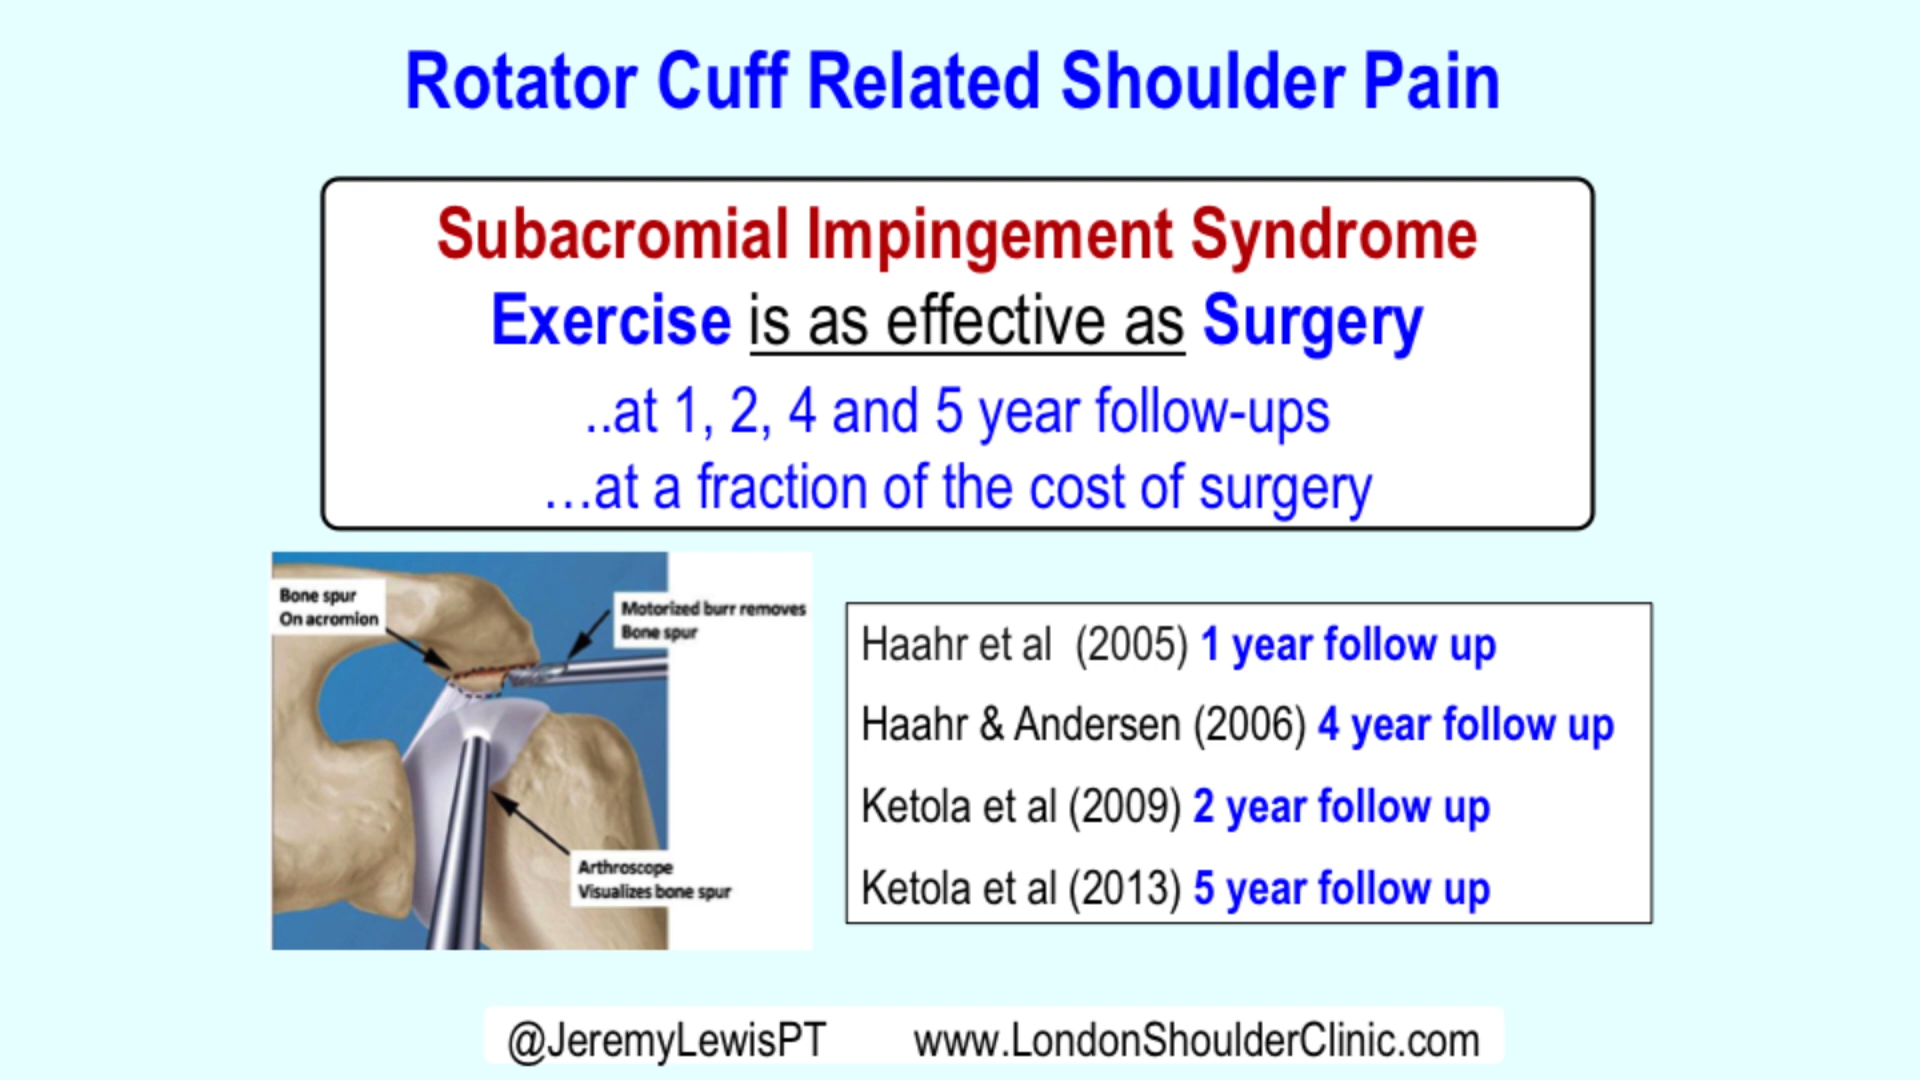 Rotator Cuff Related Shoulder Pain
Subacromial Impingement Syndrome
Exercise is as effective as Surgery
..at 1, 2, 4 and 5 year follow-ups
...at a fraction of the cost of surgery
Bone spur
On acromion
Motorized burr removes
Bone spur
Arthroscope
Visualizes bone spur
Haahr et al (2005) 1 year follow up
Haahr & Andersen (2006) 4 year follow up
Ketola et al (2009) 2 year follow up
Ketola et al (2013) 5 year follow up
@JeremyLewisPT www.LondonShoulderClinic.com